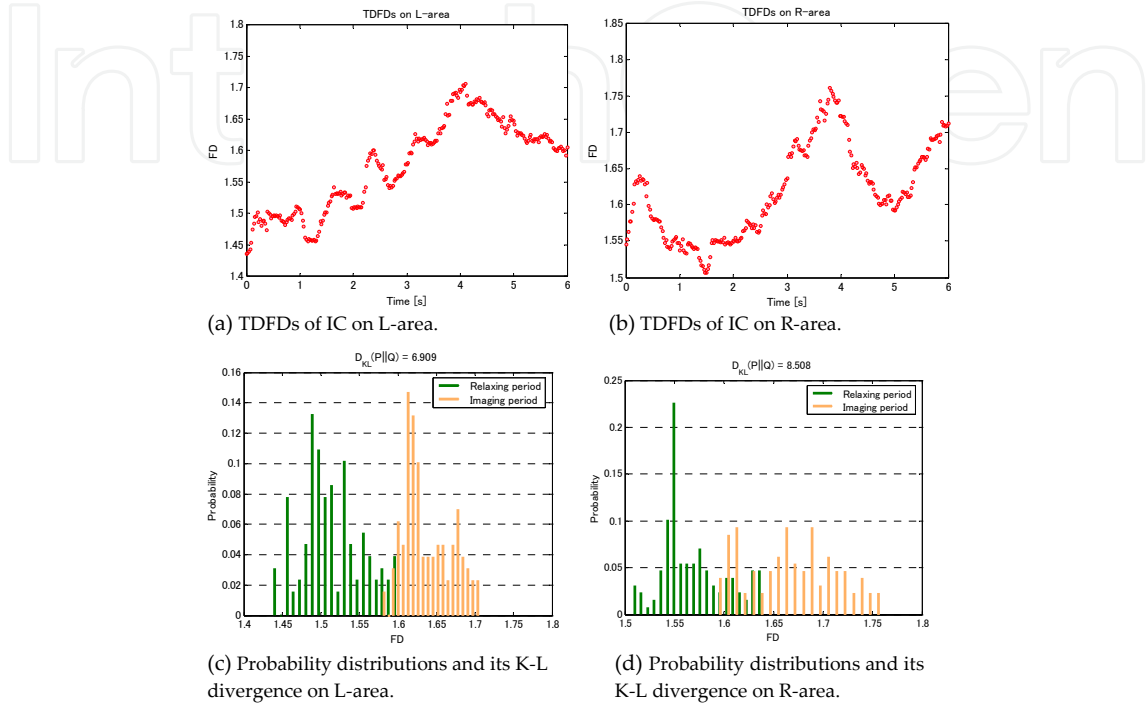 IntechOpen
TDFDs on L-area
1.8
1.75
1.7
1.65
1.6
1.55
1.5
1.45
1.4
FD
0 1 2 3 4 5 6
Time [s]
(a) TDFDs of IC on L-area.
TDFDs on R-area
1.85
1.8
1.75
1.7
1.65
1.6
1.55
1.5
FD
0 1 2 3 4 5 6
Time [s]
(b) TDFDs of IC on R-area.
D_KL(P||Q) = 6.909
0.16
0.14
0.12
0.1
0.08
0.06
0.04
0.02
0
Probability
Relaxing period
Imaging period
1.4 1.45 1.5 1.55 1.6 1.65 1.7 1.75 1.8
FD
(c) Probability distributions and its K-L
divergence on L-area.
D_KL(P||Q) = 8.508
0.25
0.2
0.15
0.1
0.05
0
Probability
Relaxing period
Imaging period
1.5 1.55 1.6 1.65 1.7 1.75 1.8
FD
(d) Probability distributions and its
K-L divergence on R-area.